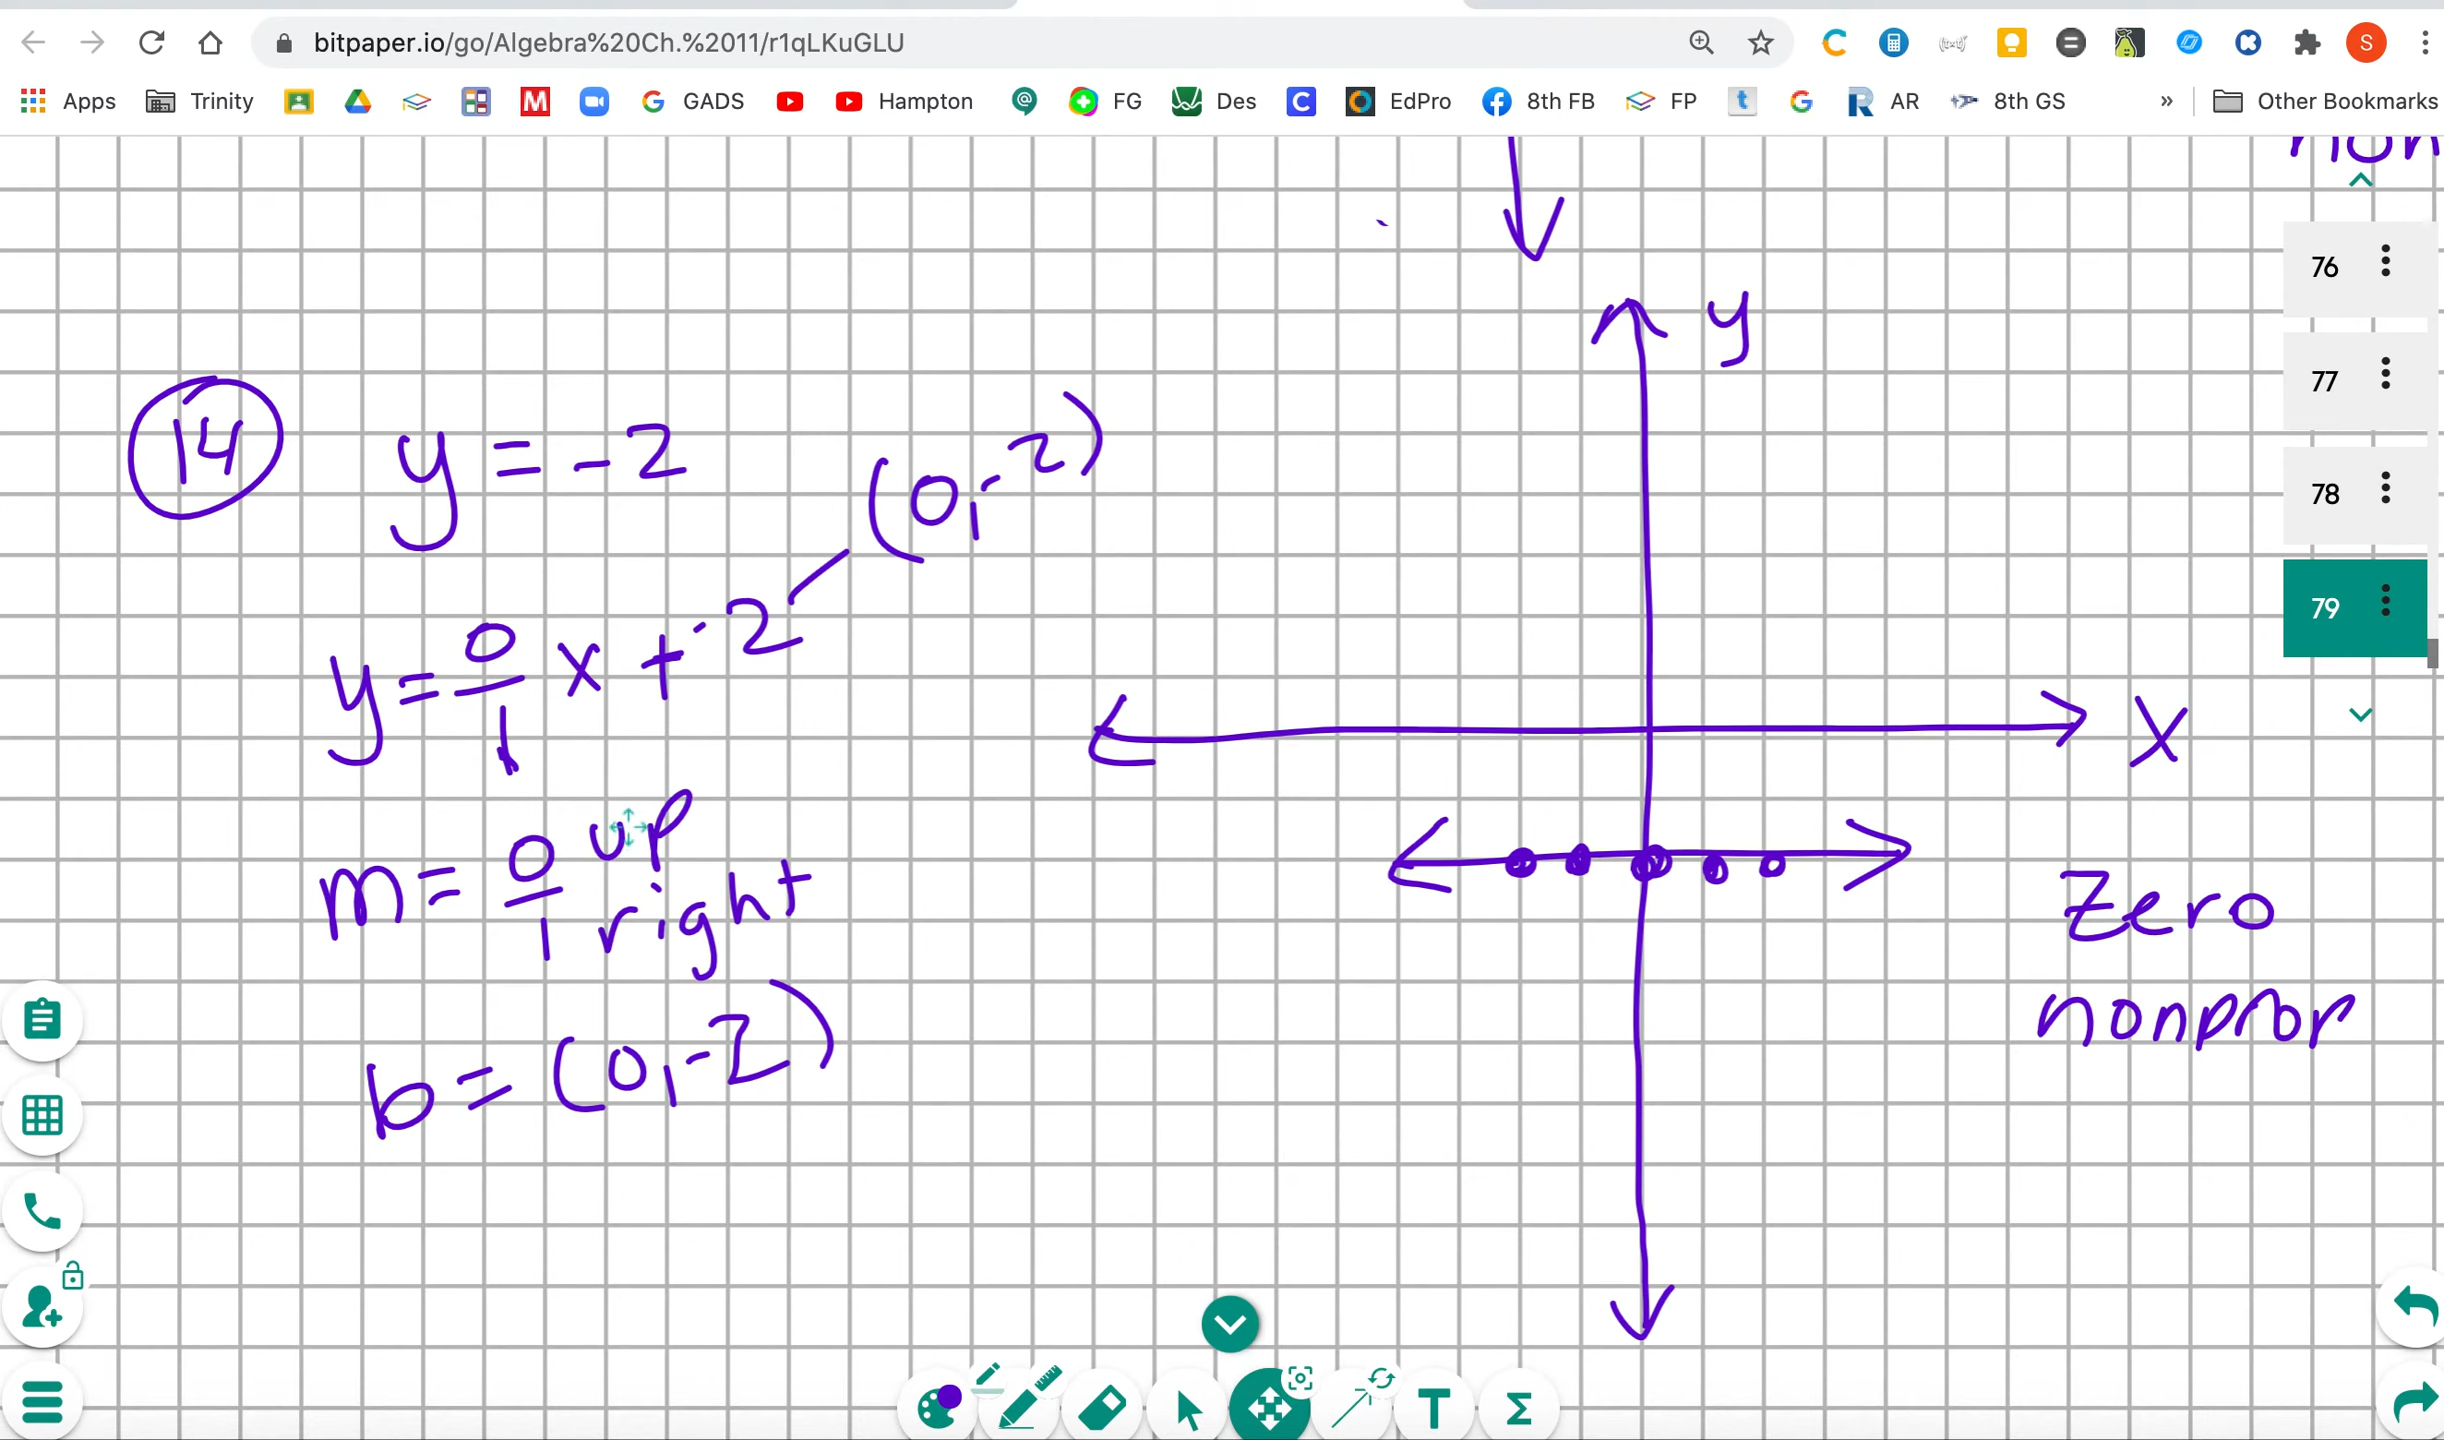 bitpaper.io/go/Algebra%20Ch.%2011/r1qLKuGLU
S
Apps Trinity M GADS Hampton FG Des C EdPro 8th FB FP t AR 8th GS » Other Bookmarks
76
77
78
79
y
14 y = -2 (0, -2)
y = 0/1 x + -2
x
m = 0/1 up right
zero
nonpror
b = (0, -2)
T Σ